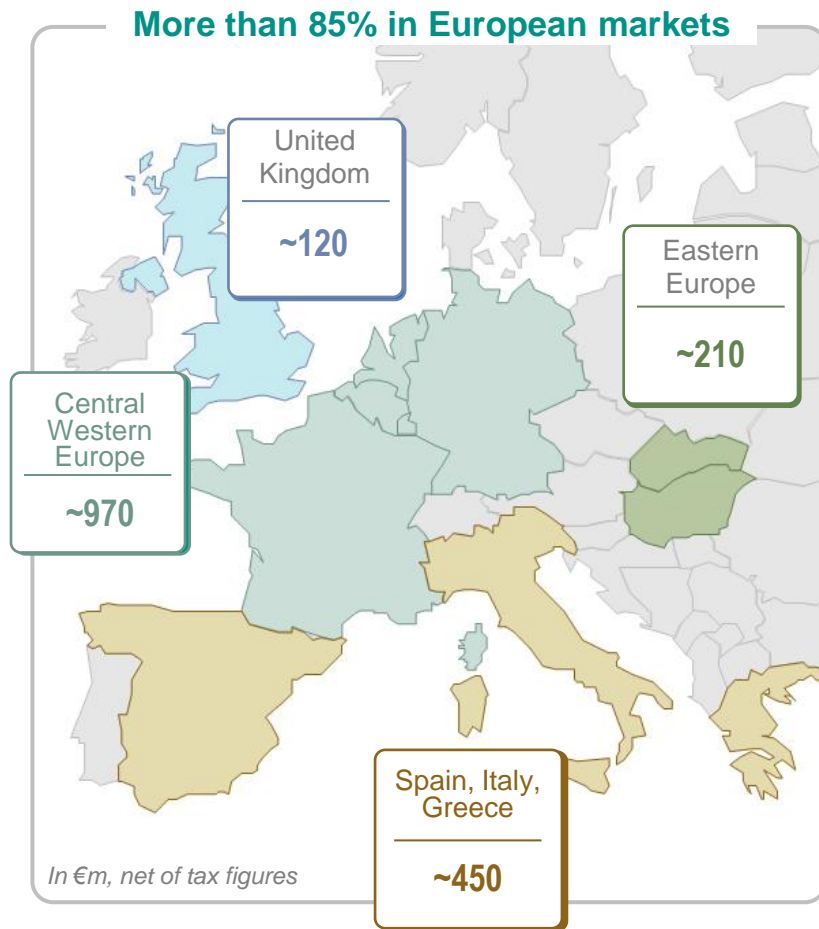 More than 85% in European markets
United
Kingdom
~120
Eastern
Europe
~210
Central
Western
Europe
~970
Spain, Italy,
Greece
~450
In €m, net of tax figures